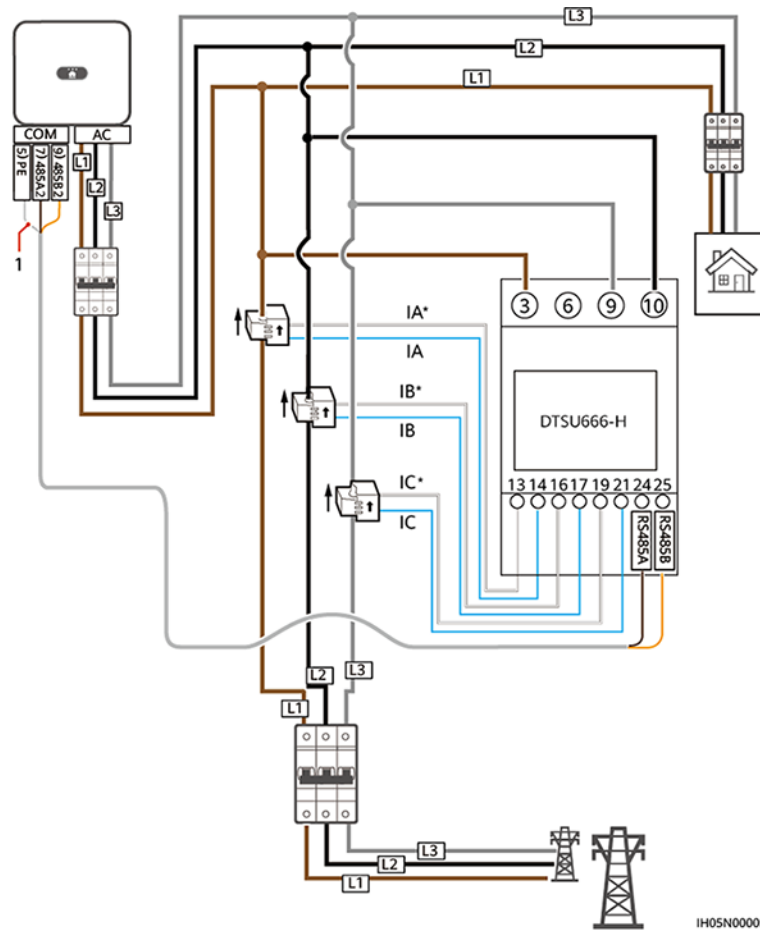 L3
L2
L1
COM
AC
5) PE
7) 485A2
9) 485B2
L1
L2
L3
1
3
6
9
10
IA*
IA
IB*
IB
IC*
IC
DTSU666-H
13 14 16 17 19 21 24 25
RS485A
RS485B
L2
L3
L1
L3
L2
L1
IH05N0000